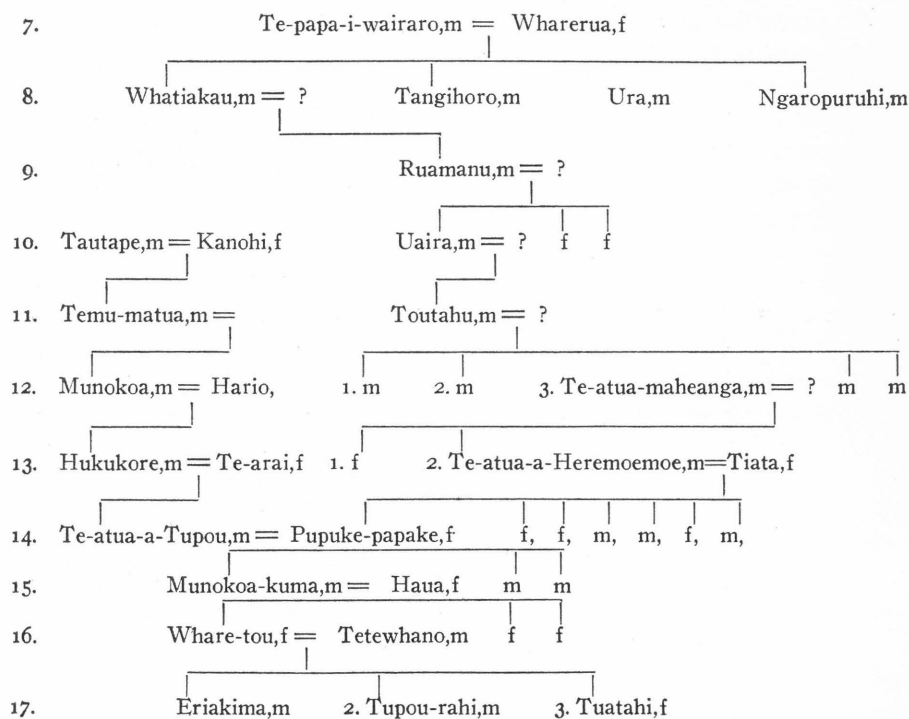 7. Te-papa-i-wairaro,m = Wharerua,f
8. Whatiakau,m = ? Tangihoro,m Ura,m Ngaropuruhi,m
9. Ruamanu,m = ?
10. Tautape,m = Kanohi,f Uaira,m = ? f f
11. Temu-matua,m = Toutahu,m = ?
12. Munokoa,m = Hario, 1. m 2. m 3. Te-atua-maheanga,m = ? m m
13. Hukukore,m = Te-arai,f 1. f 2. Te-atua-a-Heremoemoe,m=Tiata,f
14. Te-atua-a-Tupou,m = Pupuke-papake,f f, f, m, m, f, m,
15. Munokoa-kuma,m = Haua,f m m
16. Whare-tou,f = Tetewhano,m f f
17. Eriakima,m 2. Tupou-rahi,m 3. Tuatahi,f